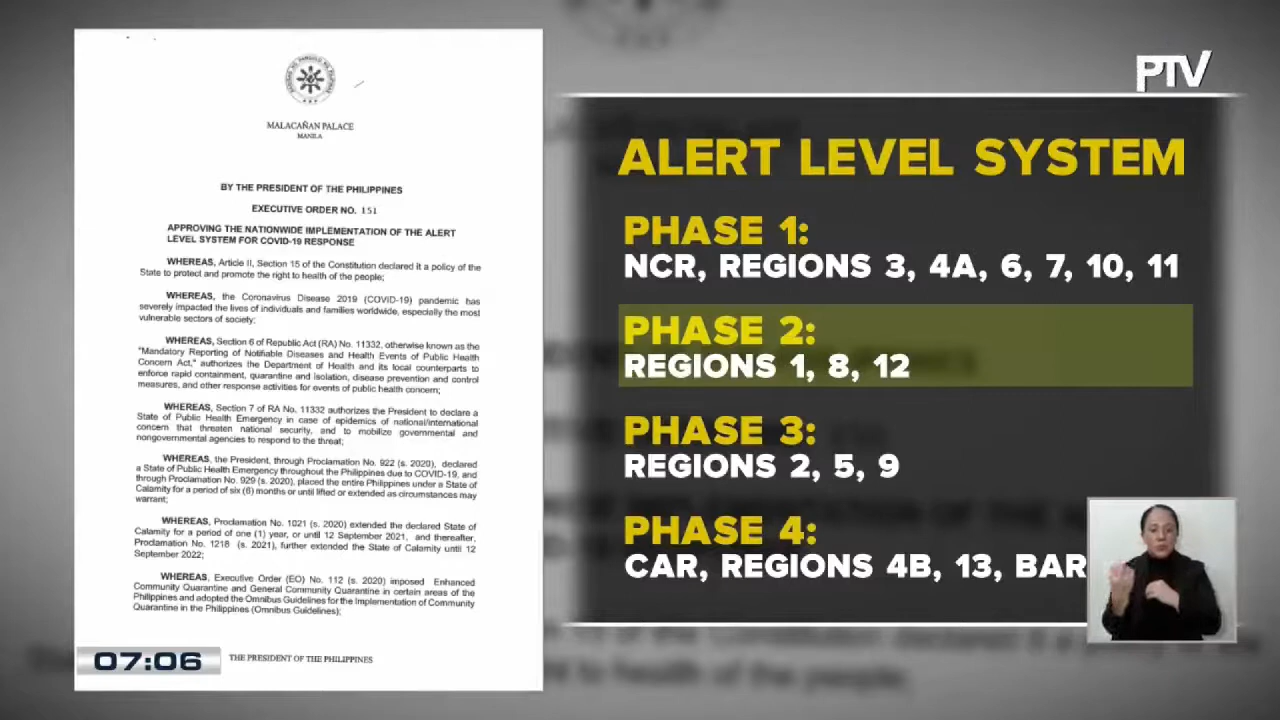 MALACAÑAN PALACE
MANILA
BY THE PRESIDENT OF THE PHILIPPINES
EXECUTIVE ORDER NO. 151
APPROVING THE NATIONWIDE IMPLEMENTATION OF THE ALERT
LEVEL SYSTEM FOR COVID-19 RESPONSE
WHEREAS, Article II, Section 15 of the Constitution declared it a policy of the
State to protect and promote the right to health of the people;
WHEREAS, the Coronavirus Disease 2019 (COVID-19) pandemic has
severely impacted the lives of individuals and families worldwide, especially the most
vulnerable sectors of society;
WHEREAS, Section 6 of Republic Act (RA) No. 11332, otherwise known as the
"Mandatory Reporting of Notifiable Diseases and Health Events of Public Health
Concern Act," authorizes the Department of Health and its local counterparts to
enforce rapid containment, quarantine and isolation, disease prevention and control
measures, and other response activities for events of public health concern;
WHEREAS, Section 7 of RA No. 11332 authorizes the President to declare a
State of Public Health Emergency in case of epidemics of national/international
concern that threaten national security, and to mobilize governmental and
nongovernmental agencies to respond to the threat;
WHEREAS, the President, through Proclamation No. 922 (s. 2020), declared
a State of Public Health Emergency throughout the Philippines due to COVID-19, and
through Proclamation No. 929 (s. 2020), placed the entire Philippines under a State of
Calamity for a period of six (6) months or until lifted or extended as circumstances may
warrant;
WHEREAS, Proclamation No. 1021 (s. 2020) extended the declared State of
Calamity for a period of one (1) year, or until 12 September 2021, and thereafter,
Proclamation No. 1218 (s. 2021), further extended the State of Calamity until 12
September 2022;
WHEREAS, Executive Order (EO) No. 112 (s. 2020) imposed Enhanced
Community Quarantine and General Community Quarantine in certain areas of the
Philippines and adopted the Omnibus Guidelines for the Implementation of Community
Quarantine in the Philippines (Omnibus Guidelines);
THE PRESIDENT OF THE PHILIPPINES
07:06
PTV
ALERT LEVEL SYSTEM
PHASE 1:
NCR, REGIONS 3, 4A, 6, 7, 10, 11
PHASE 2:
REGIONS 1, 8, 12
PHASE 3:
REGIONS 2, 5, 9
PHASE 4:
CAR, REGIONS 4B, 13, BAR